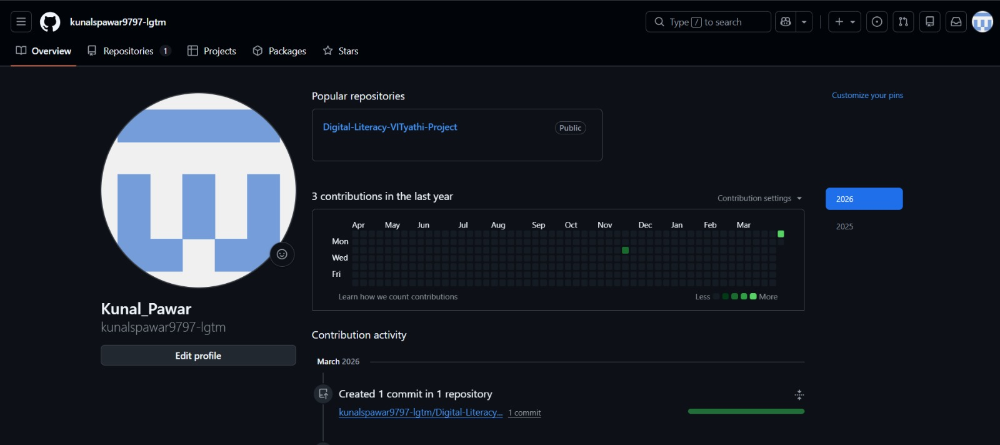 kunalspawar9797-lgtm
Type / to search
Overview Repositories 1 Projects Packages Stars
Popular repositories
Customize your pins
Digital-Literacy-VITyathi-Project Public
3 contributions in the last year
Contribution settings
2026
2025
Apr May Jun Jul Aug Sep Oct Nov Dec Jan Feb Mar
Mon
Wed
Fri
Learn how we count contributions
Less More
Kunal_Pawar
kunalspawar9797-lgtm
Edit profile
Contribution activity
March 2026
Created 1 commit in 1 repository
kunalspawar9797-lgtm/Digital-Literacy... 1 commit